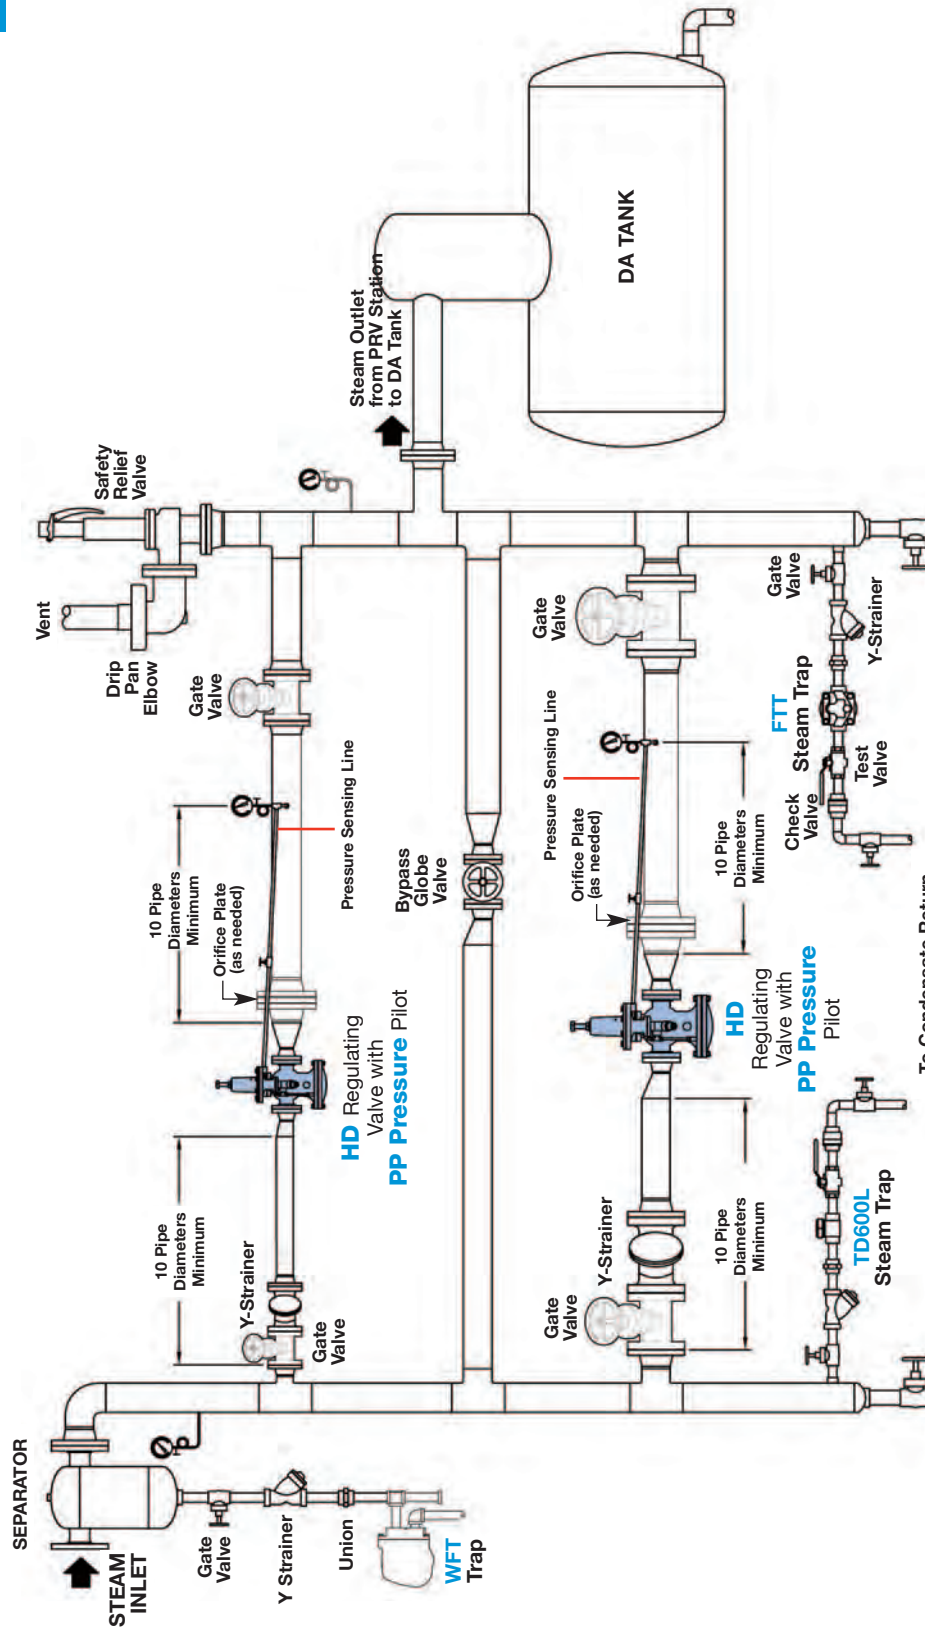 SEPARATOR
STEAM
INLET
Gate
Valve
Y Strainer
Union
WFT
Trap
Y-Strainer
Gate
Valve
10 Pipe
Diameters
Minimum
HD Regulating
Valve with
PP Pressure Pilot
10 Pipe
Diameters
Minimum
Orifice Plate
(as needed)
Pressure Sensing Line
Gate
Valve
Vent
Drip
Pan
Elbow
Safety
Relief
Valve
Steam Outlet
from PRV Station
to DA Tank
DA TANK
Bypass
Globe
Valve
Gate
Valve
Y-Strainer
10 Pipe
Diameters
Minimum
HD
Regulating
Valve with
PP Pressure
Pilot
Orifice Plate
(as needed)
Pressure Sensing Line
10 Pipe
Diameters
Minimum
Gate
Valve
TD600L
Steam Trap
To Condensate Return
Check
Valve
Test
Valve
FTT
Steam Trap
Y-Strainer
Gate
Valve